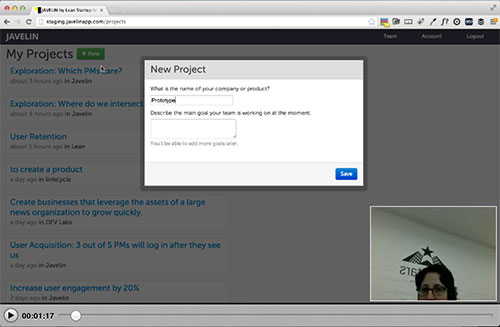 JAVELIN by Lean Startup M
staging.javelinapp.com/projects
JAVELIN
Team
Account
Logout
My Projects
+ New
Exploration: Which PMs care?
about 3 hours ago in Javelin
Exploration: Where do we intersect
about 4 hours ago in Javelin
User Retention
about 5 hours ago in Lean
to create a product
a day ago in linkcycle
Create businesses that leverage the assets of a large
news organization to grow quickly.
a day ago in DFV Labs
User Acquisition: 3 out of 5 PMs will log in after they see
us
a day ago in Javelin
Increase user engagement by 20%
2 days ago in Javelin
New Project
What is the name of your company or product?
Prototype
Describe the main goal your team is working on at the moment.
You'll be able to add more goals later.
Save
00:01:17